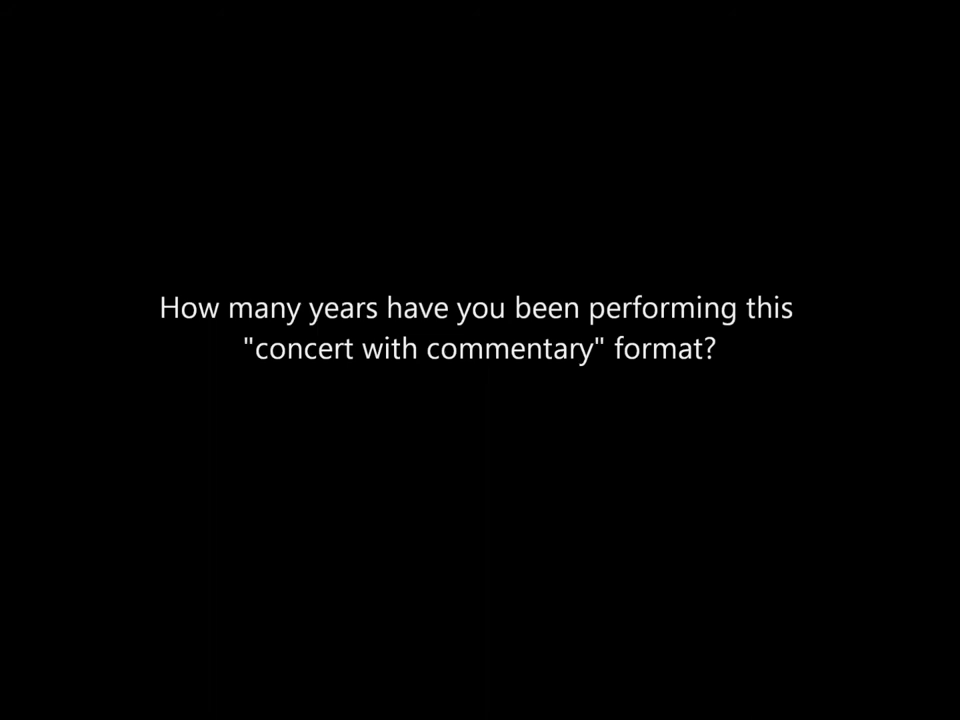 How many years have you been performing this
"concert with commentary" format?